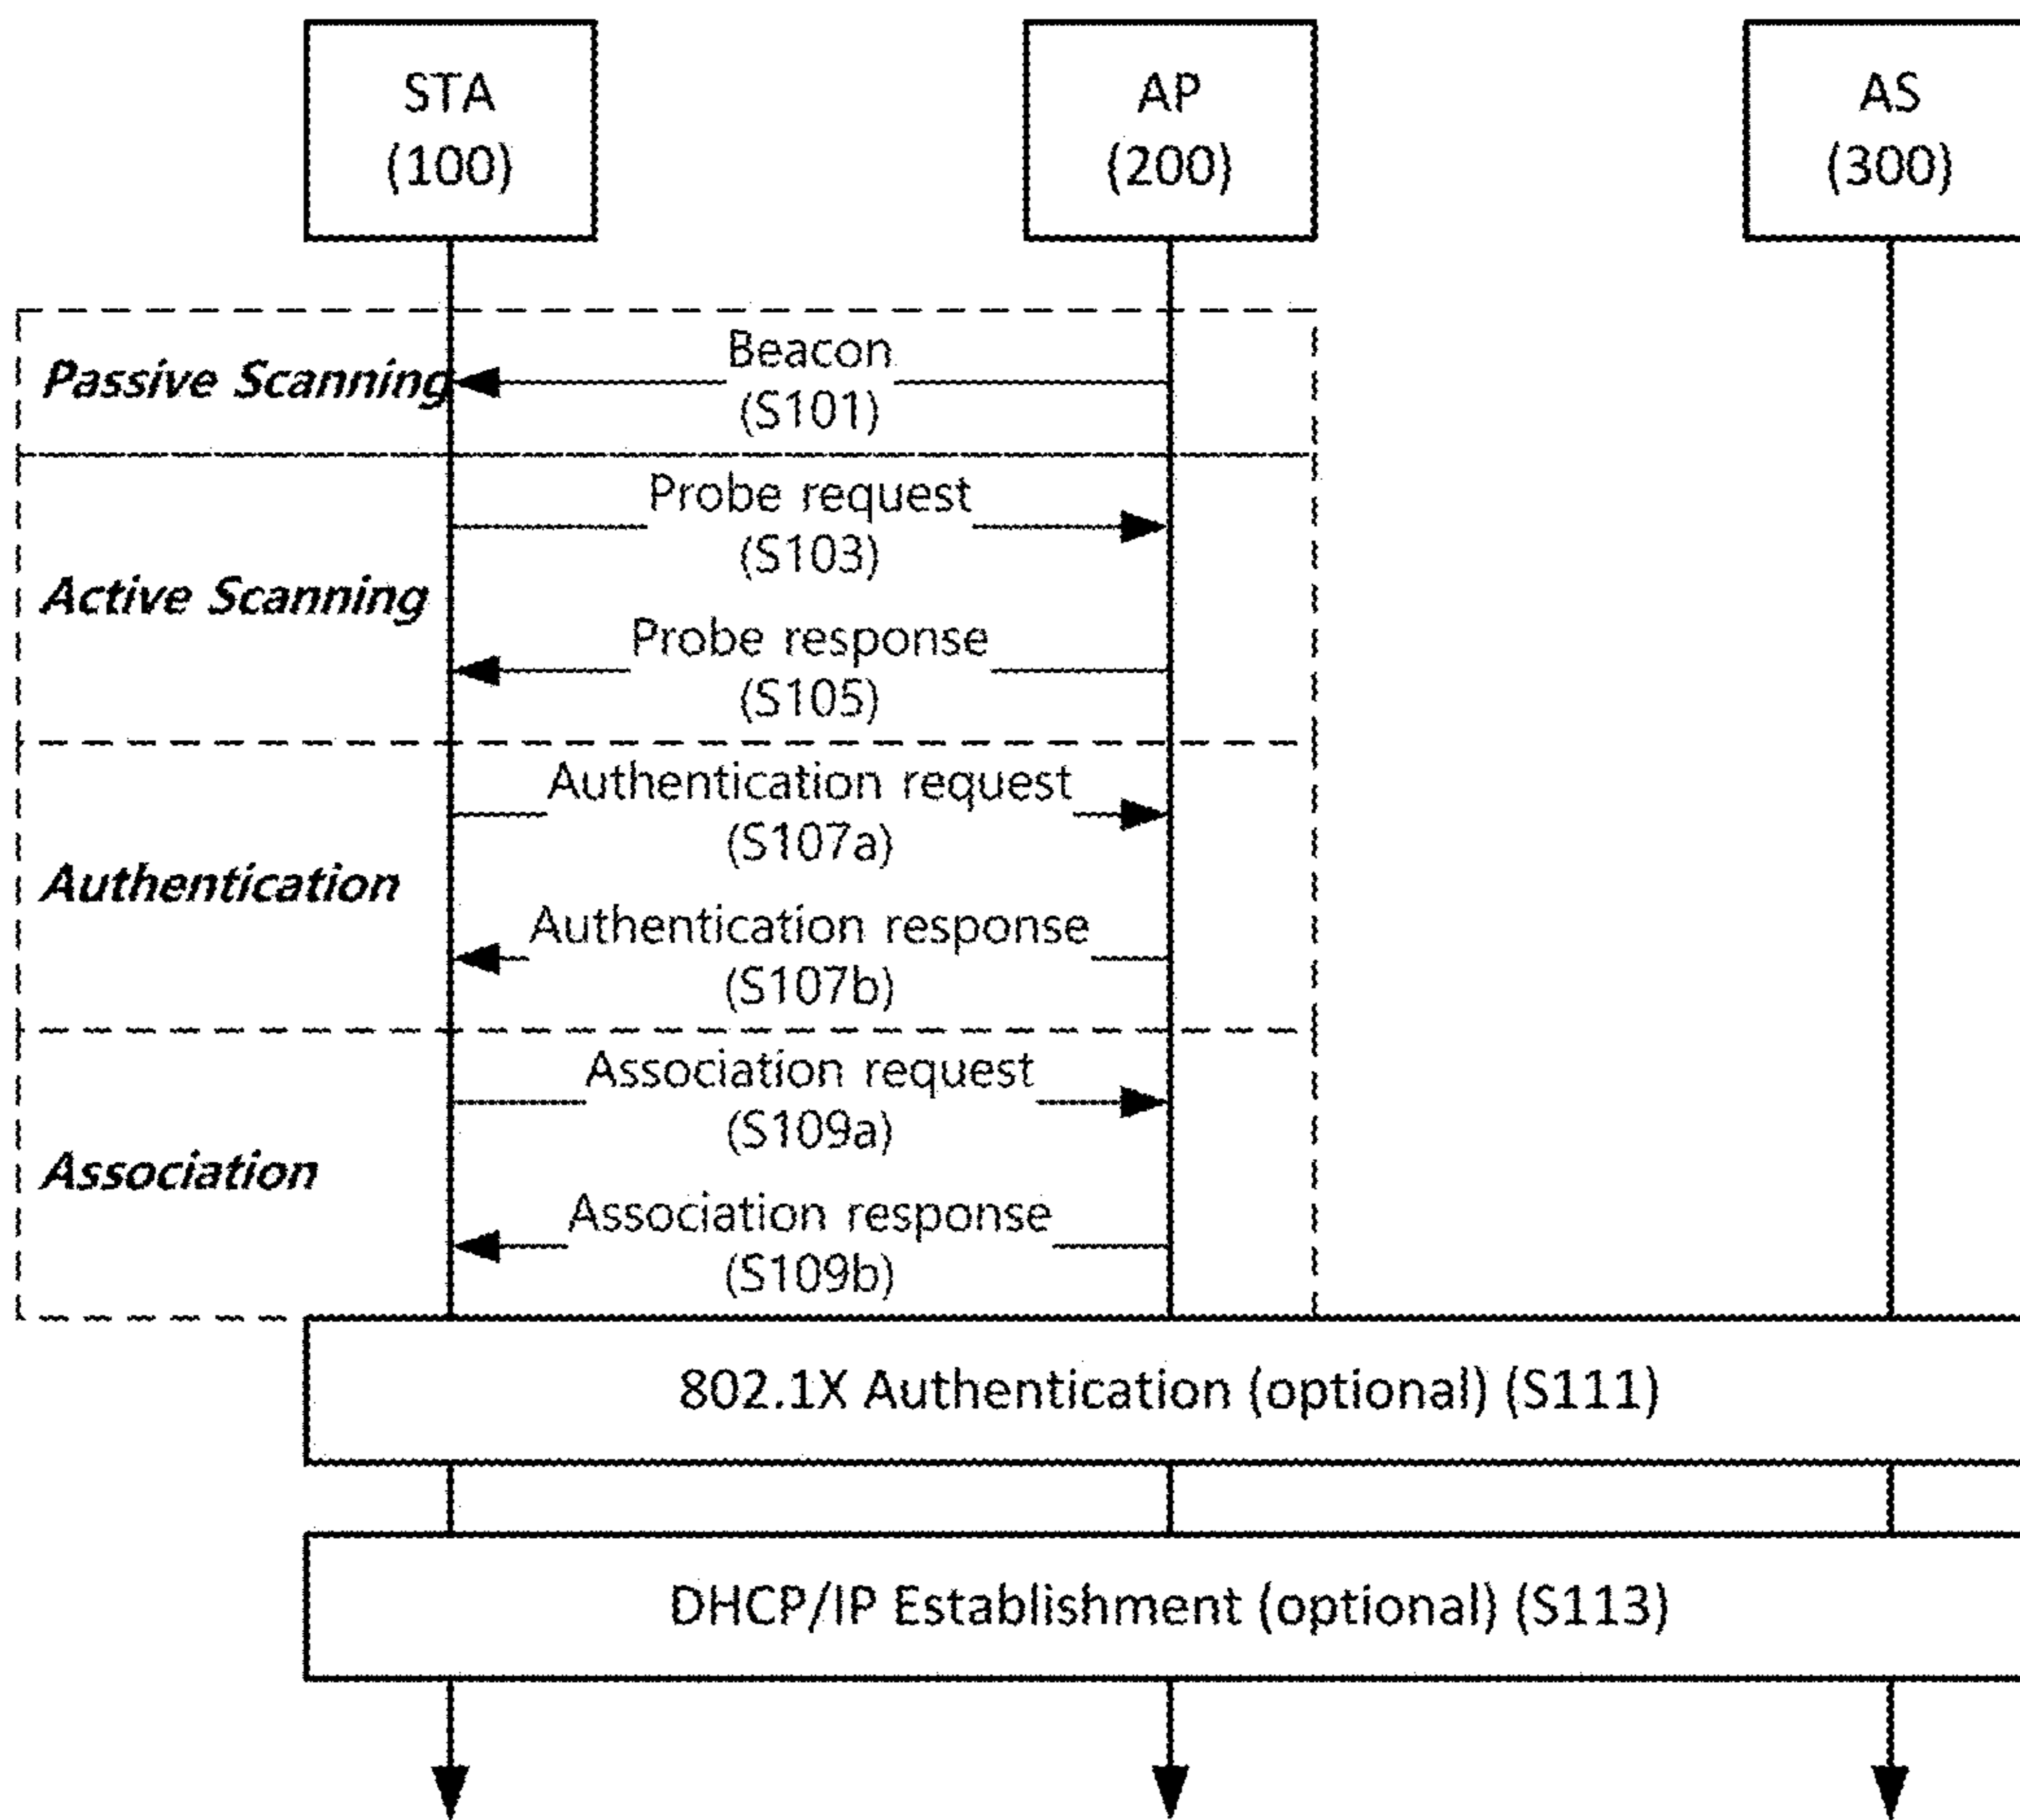 STA
(100)
AP
(200)
AS
(300)
Passive Scanning
Beacon
(S101)
Active Scanning
Probe request
(S103)
Probe response
(S105)
Authentication
Authentication request
(S107a)
Authentication response
(S107b)
Association
Association request
(S109a)
Association response
(S109b)
802.1X Authentication (optional) (S111)
DHCP/IP Establishment (optional) (S113)